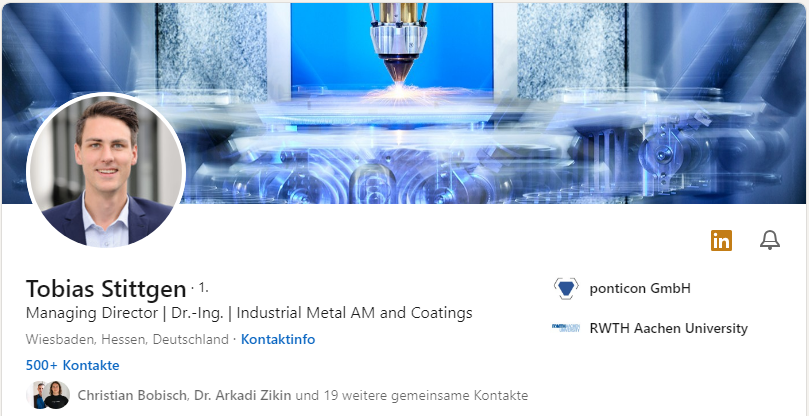 in
Tobias Stittgen · 1.
Managing Director | Dr.-Ing. | Industrial Metal AM and Coatings
Wiesbaden, Hessen, Deutschland · Kontaktinfo
500+ Kontakte
Christian Bobisch, Dr. Arkadi Zikin und 19 weitere gemeinsame Kontakte
ponticon GmbH
RWTH Aachen University